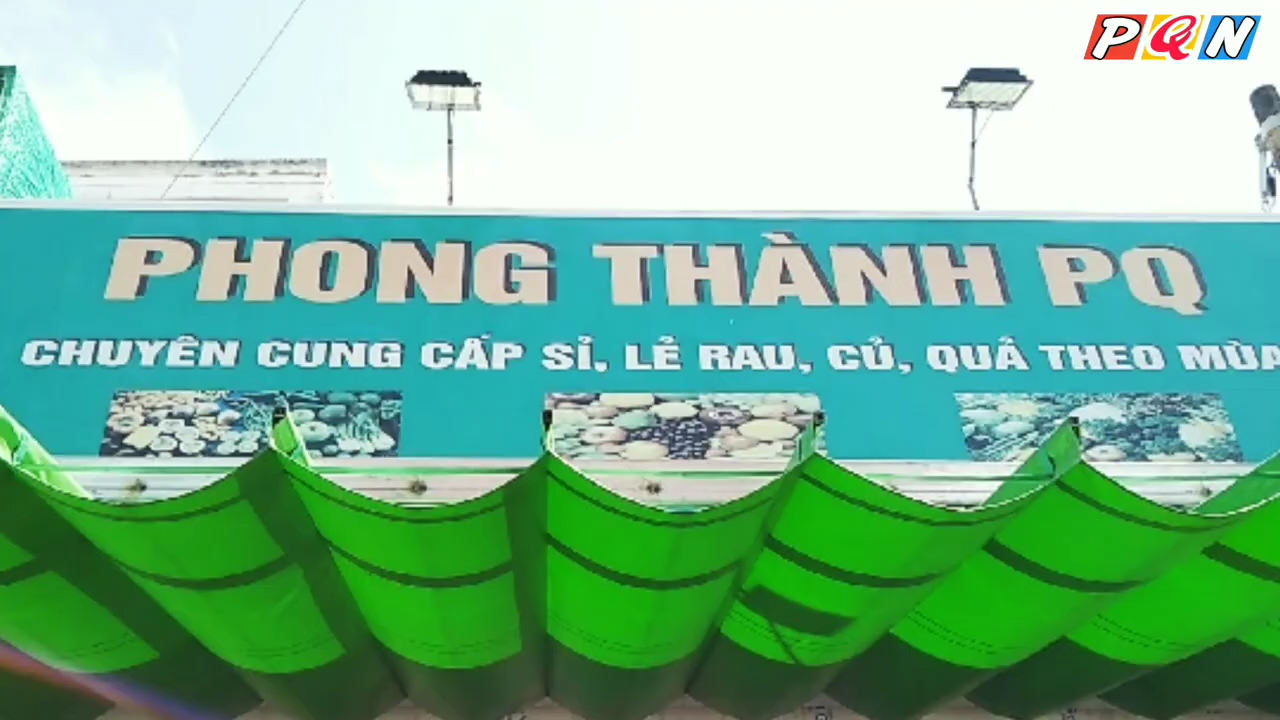 PQN
PHONG THÀNH PQ
CHUYÊN CUNG CẤP SỈ, LẺ RAU, CỦ, QUẢ THEO MÙA